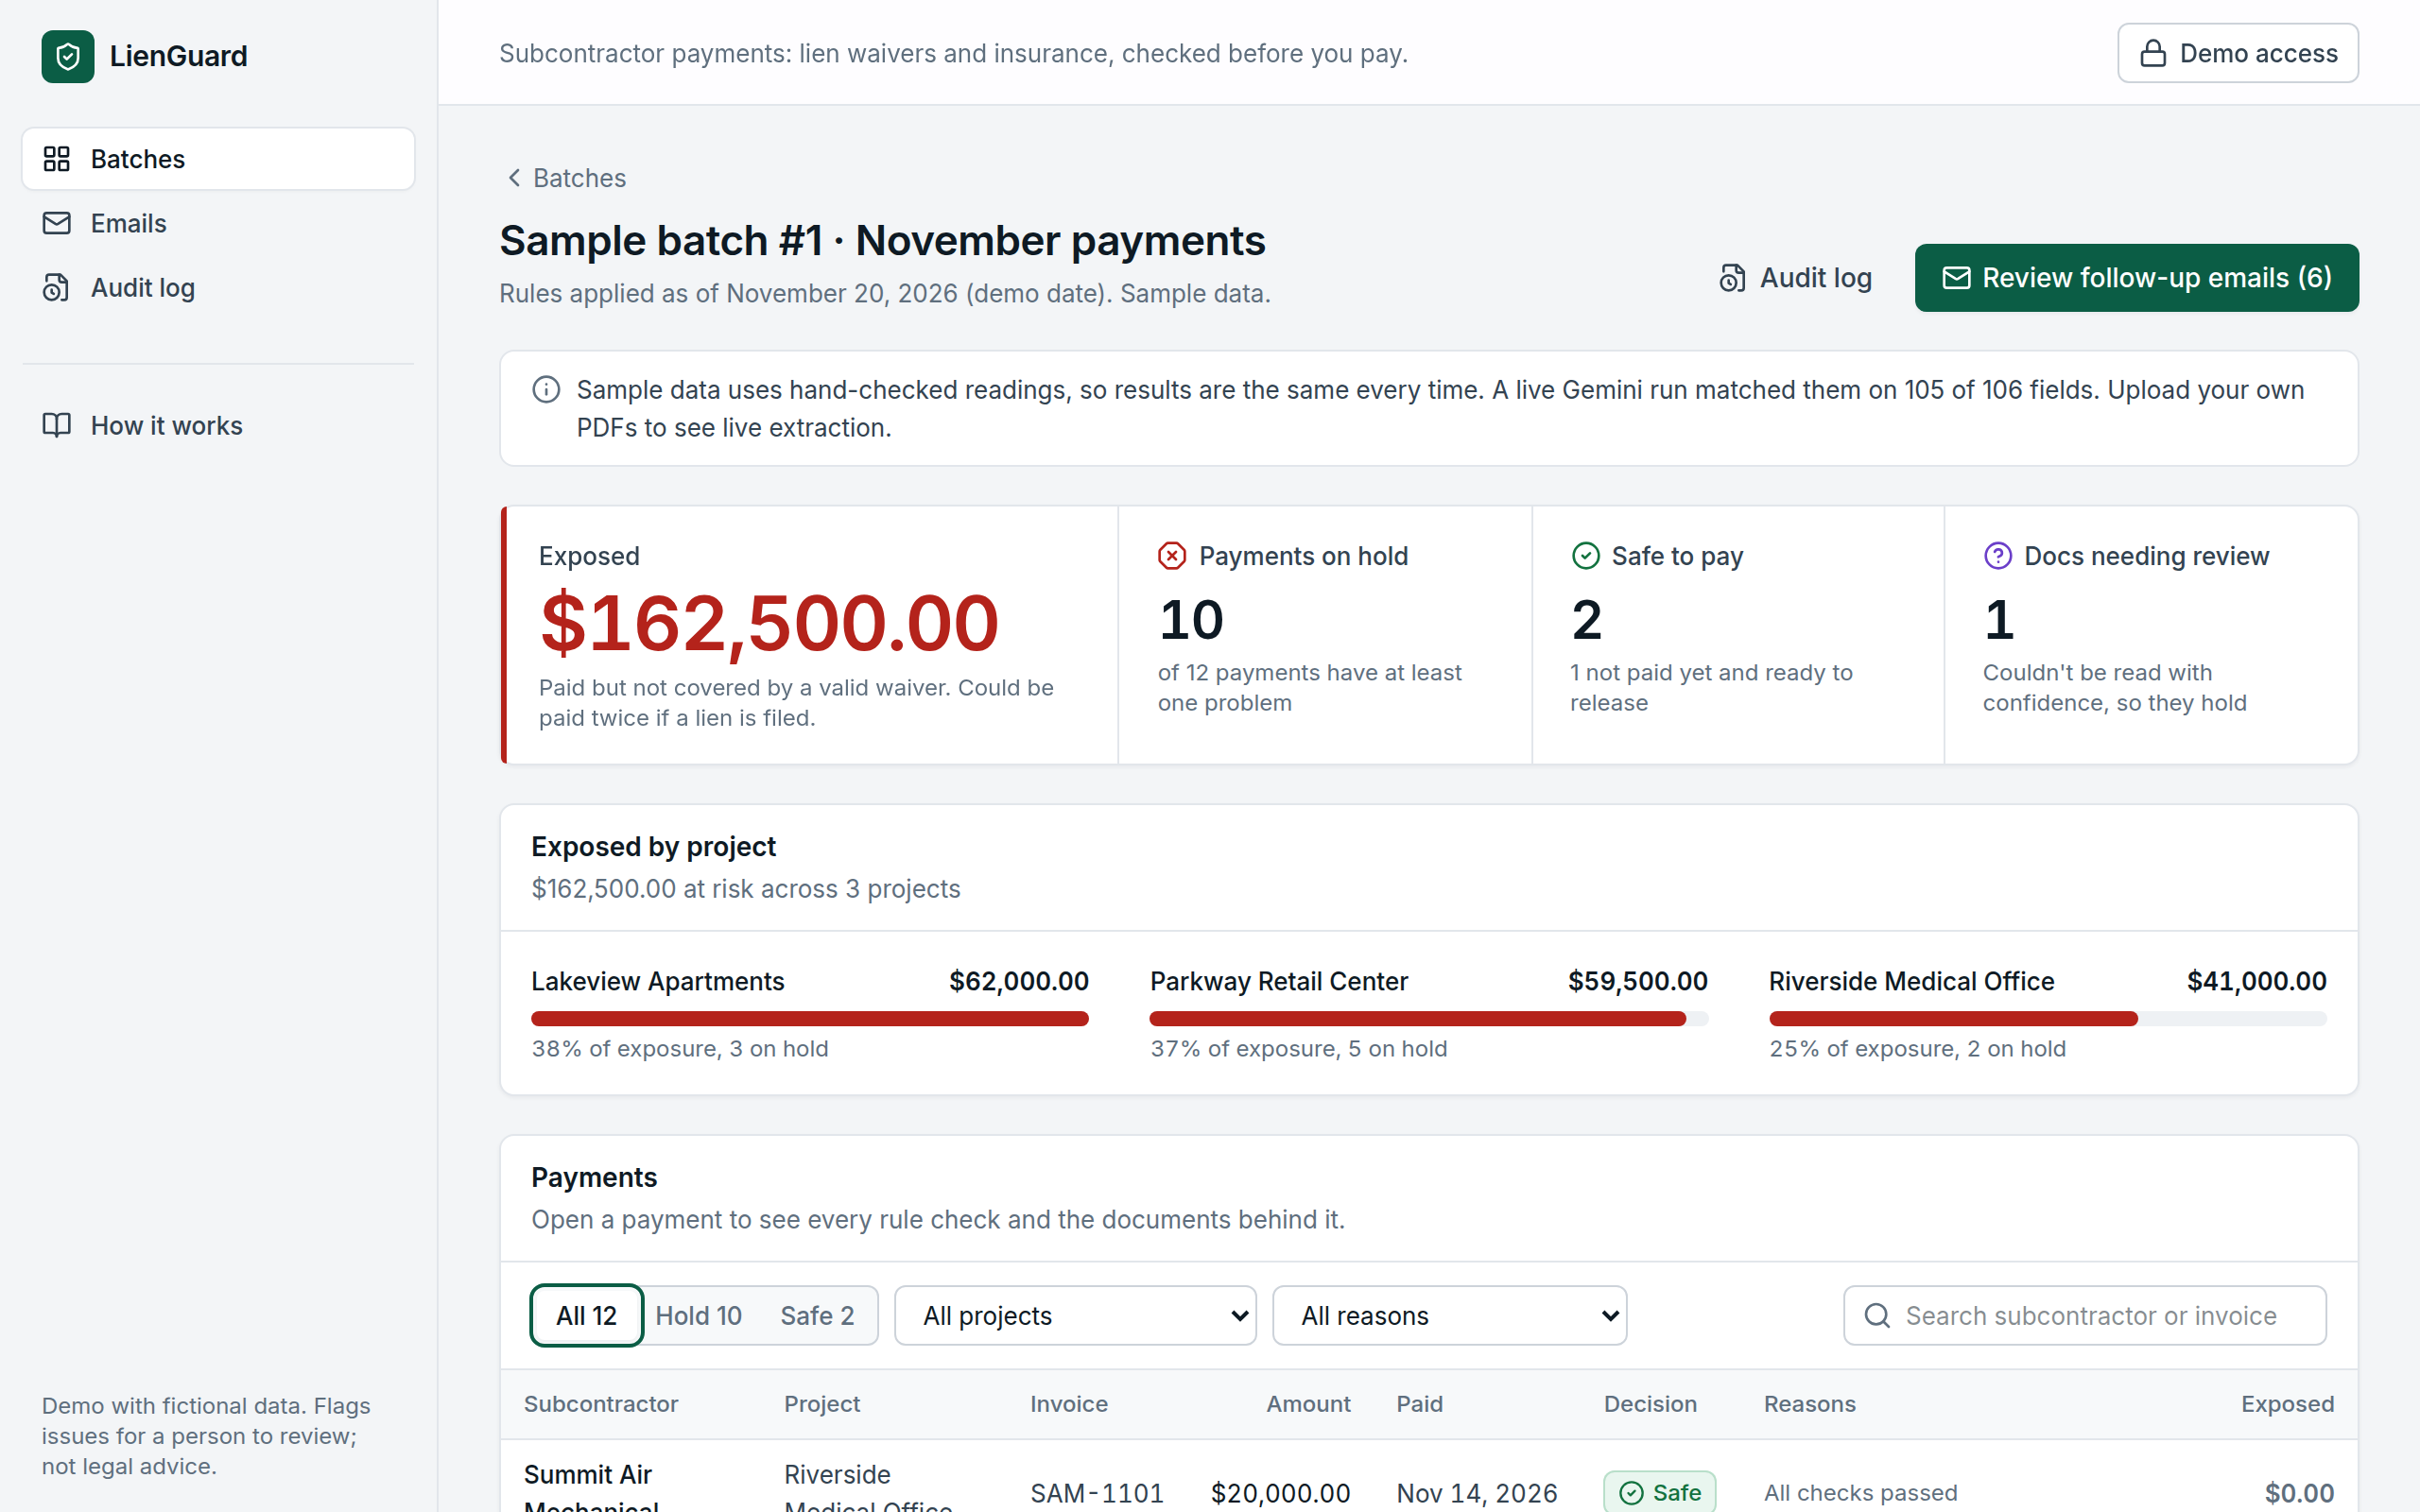 LienGuard
Subcontractor payments: lien waivers and insurance, checked before you pay.
Demo access
Batches
Emails
Audit log
How it works
Demo with fictional data. Flags
issues for a person to review;
not legal advice.
Batches
Sample batch #1 · November payments
Rules applied as of November 20, 2026 (demo date). Sample data.
Audit log
Review follow-up emails (6)
Sample data uses hand-checked readings, so results are the same every time. A live Gemini run matched them on 105 of 106 fields. Upload your own
PDFs to see live extraction.
Exposed
$162,500.00
Paid but not covered by a valid waiver. Could be
paid twice if a lien is filed.
Payments on hold
10
of 12 payments have at least
one problem
Safe to pay
2
1 not paid yet and ready to
release
Docs needing review
1
Couldn't be read with
confidence, so they hold
Exposed by project
$162,500.00 at risk across 3 projects
Lakeview Apartments $62,000.00
38% of exposure, 3 on hold
Parkway Retail Center $59,500.00
37% of exposure, 5 on hold
Riverside Medical Office $41,000.00
25% of exposure, 2 on hold
Payments
Open a payment to see every rule check and the documents behind it.
All 12 Hold 10 Safe 2 All projects All reasons Search subcontractor or invoice
Subcontractor Project Invoice Amount Paid Decision Reasons Exposed
Summit Air Riverside
Mechanical Medical Office SAM-1101 $20,000.00 Nov 14, 2026 Safe All checks passed $0.00